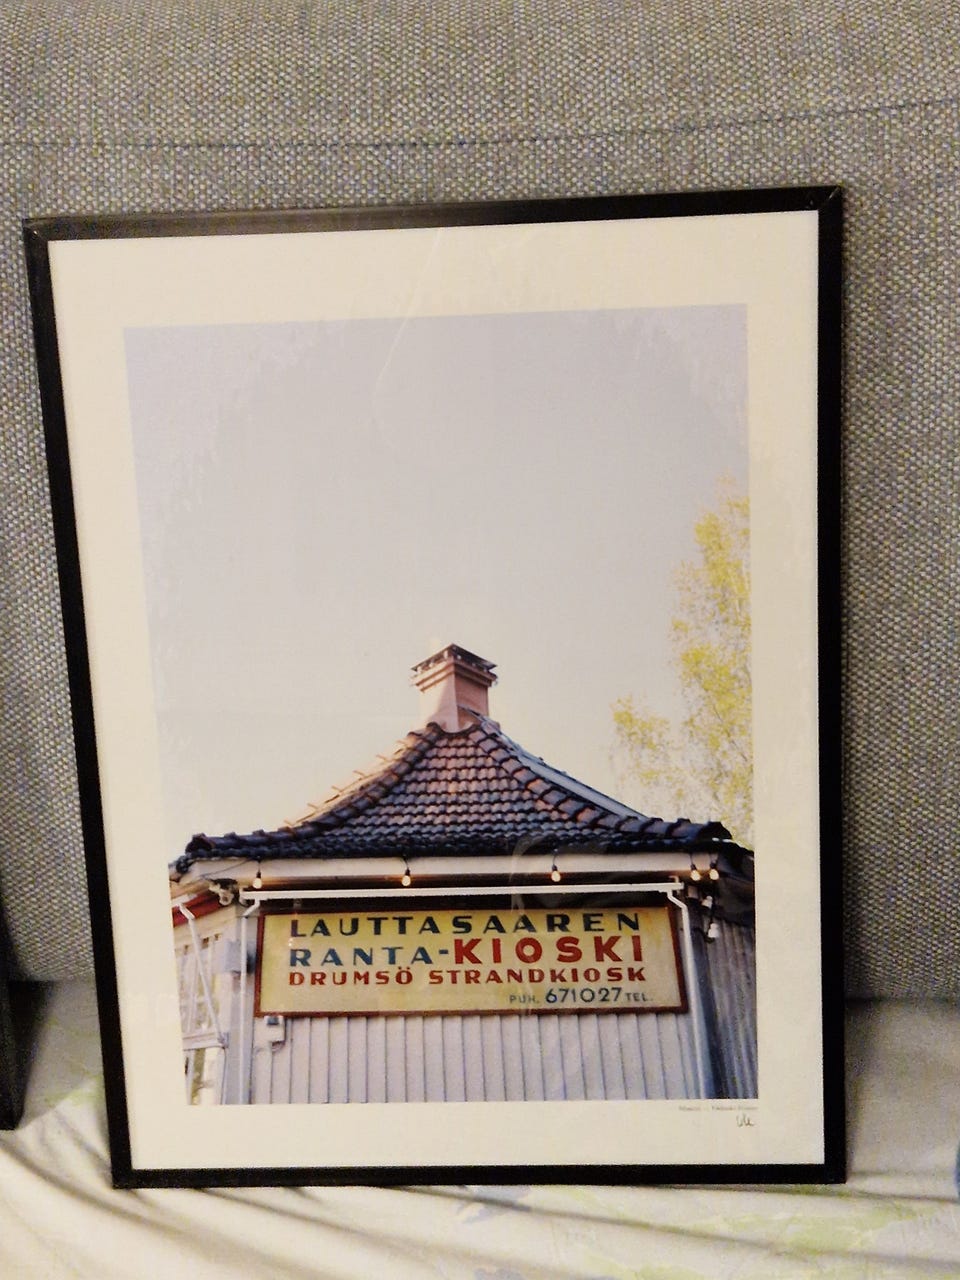 LAUTTASAAREN
RANTA-KIOSKI
DRUMSÖ STRANDKIOSK
PUH. 671027 TEL.